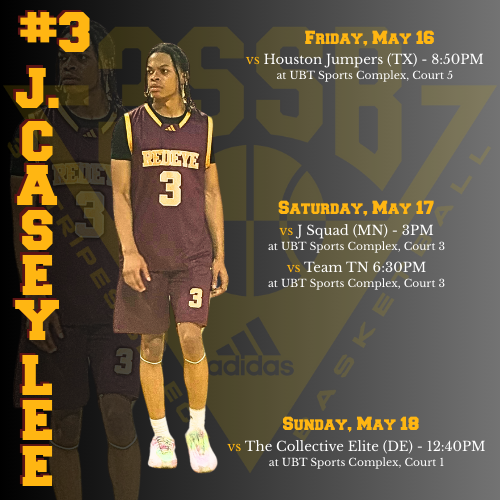 #3
J. CASEY LEE
3SSB
ADIDAS
REDEYE
3
3
Friday, May 16
vs Houston Jumpers (TX) - 8:50PM
at UBT Sports Complex, Court 5
Saturday, May 17
vs J Squad (MN) - 3PM
at UBT Sports Complex, Court 3
vs Team TN 6:30PM
at UBT Sports Complex, Court 3
Sunday, May 18
vs The Collective Elite (DE) - 12:40PM
at UBT Sports Complex, Court 1